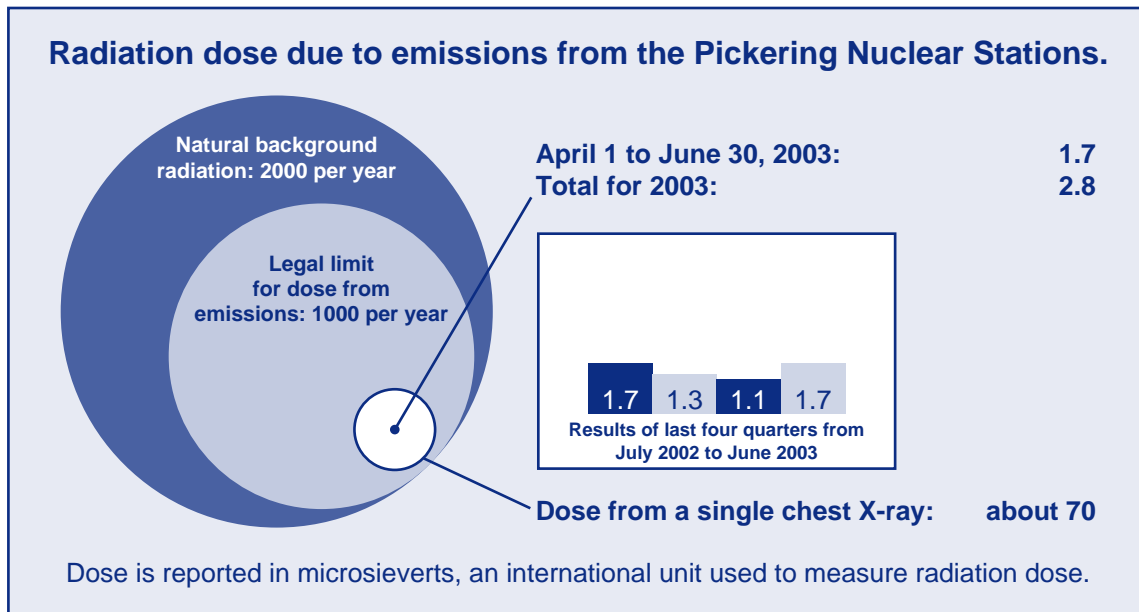 Radiation dose due to emissions from the Pickering Nuclear Stations.
Natural background
radiation: 2000 per year
Legal limit
for dose from
emissions: 1000 per year
April 1 to June 30, 2003: 1.7
Total for 2003: 2.8
1.7 1.3 1.1 1.7
Results of last four quarters from
July 2002 to June 2003
Dose from a single chest X-ray: about 70
Dose is reported in microsieverts, an international unit used to measure radiation dose.